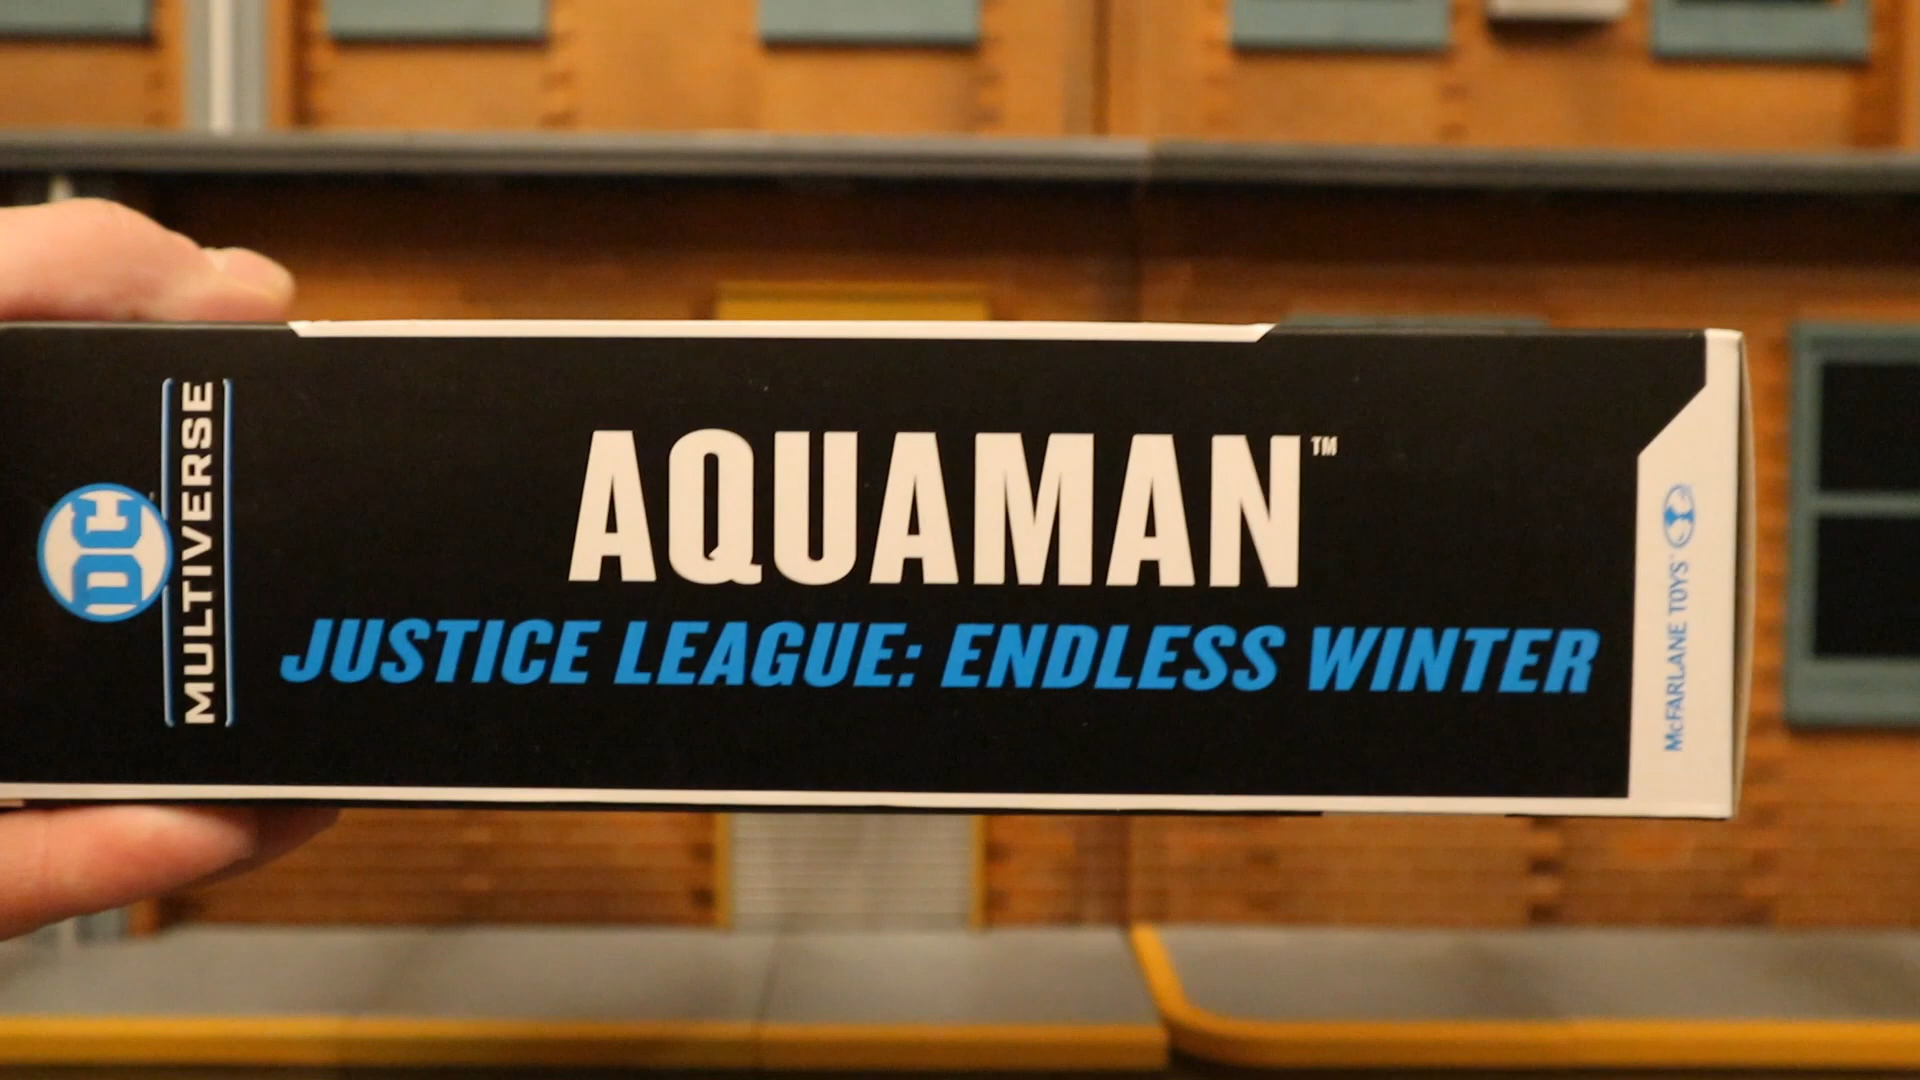 DC
MULTIVERSE
AQUAMAN™
JUSTICE LEAGUE: ENDLESS WINTER
McFARLANE TOYS